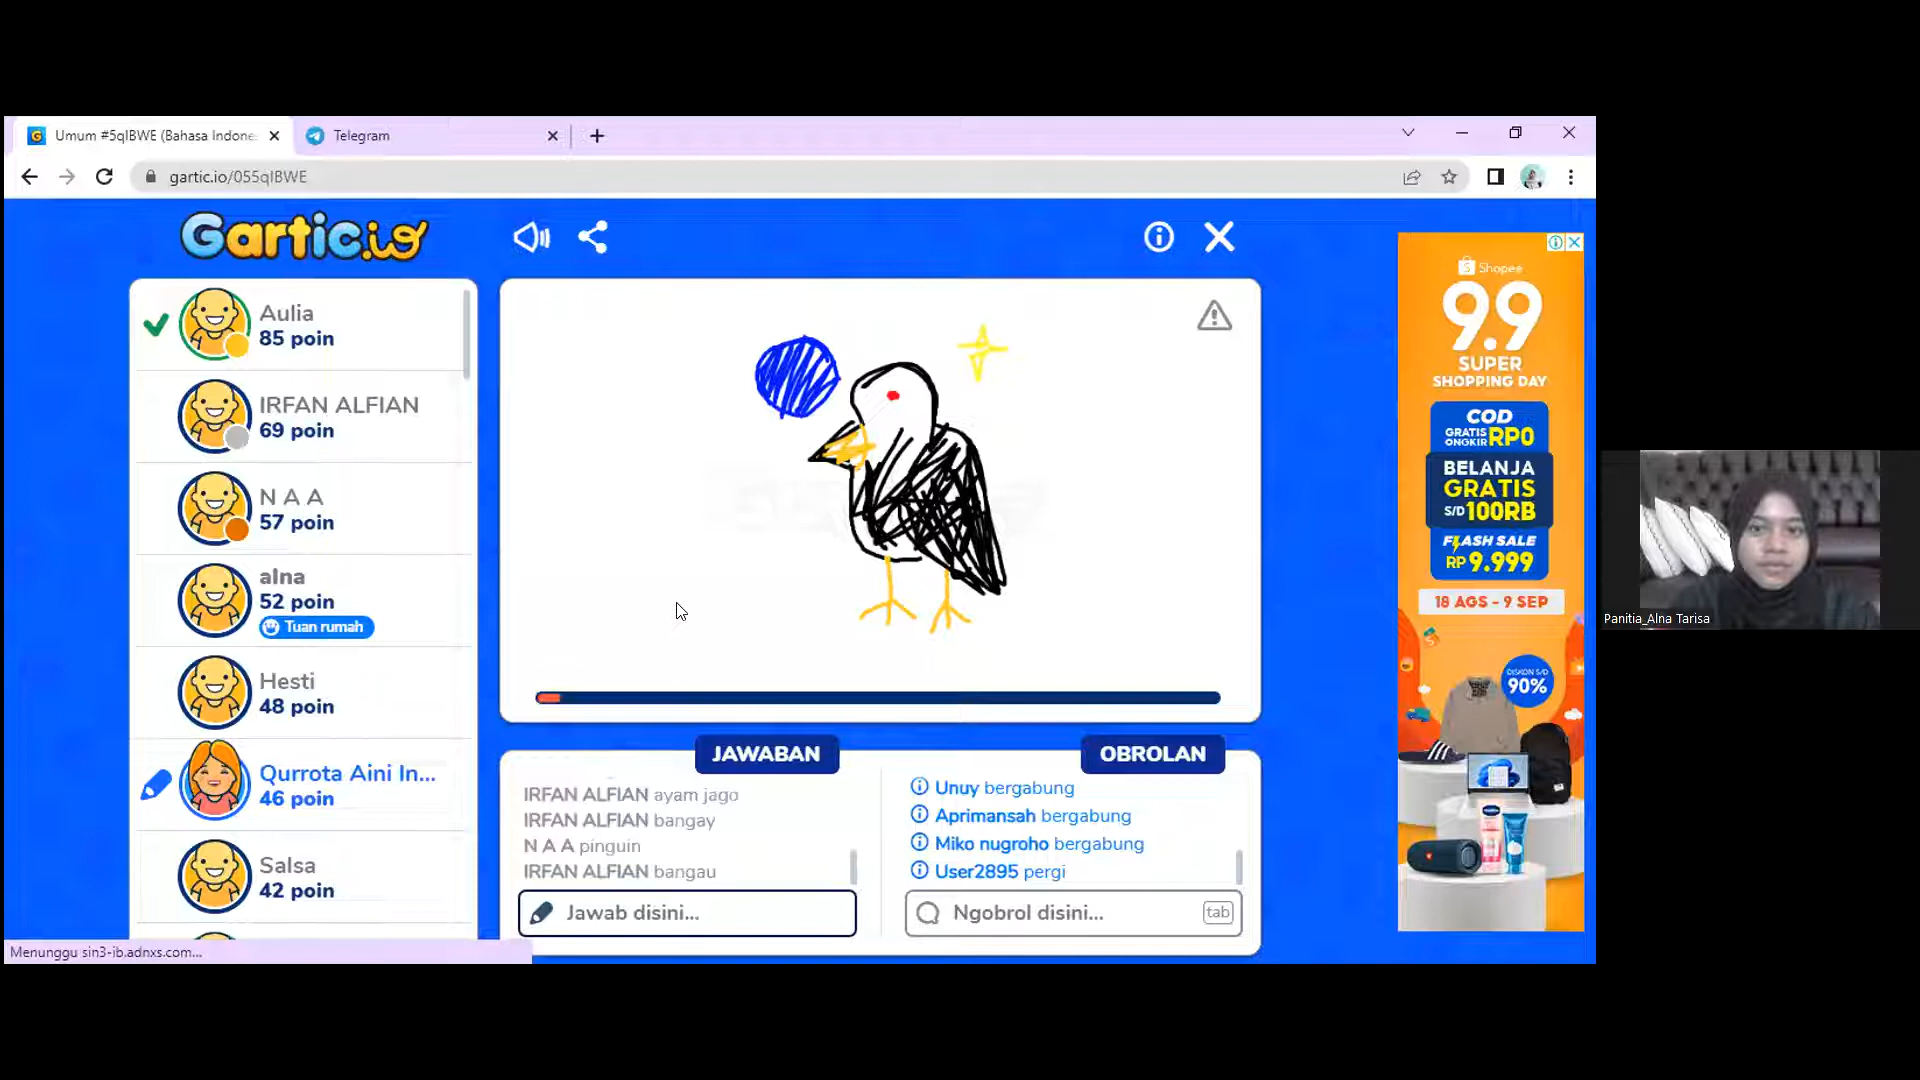 Umum #5qIBWE (Bahasa Indone
Telegram
gartic.io/055qIBWE
Gartic.io
Aulia
85 poin
IRFAN ALFIAN
69 poin
N A A
57 poin
alna
52 poin
Tuan rumah
Hesti
48 poin
Qurrota Aini In...
46 poin
Salsa
42 poin
JAWABAN
IRFAN ALFIAN ayam jago
IRFAN ALFIAN bangay
N A A pinguin
IRFAN ALFIAN bangau
Jawab disini...
OBROLAN
Unuy bergabung
Aprimansah bergabung
Miko nugroho bergabung
User2895 pergi
Ngobrol disini...
tab
Shopee
9.9
SUPER
SHOPPING DAY
COD
GRATIS ONGKIR RP0
BELANJA
GRATIS
S/D 100RB
FLASH SALE
RP 9.999
18 AGS - 9 SEP
DISKON S/D
90%
Panitia_Alna Tarisa
Menunggu sin3-ib.adnxs.com...